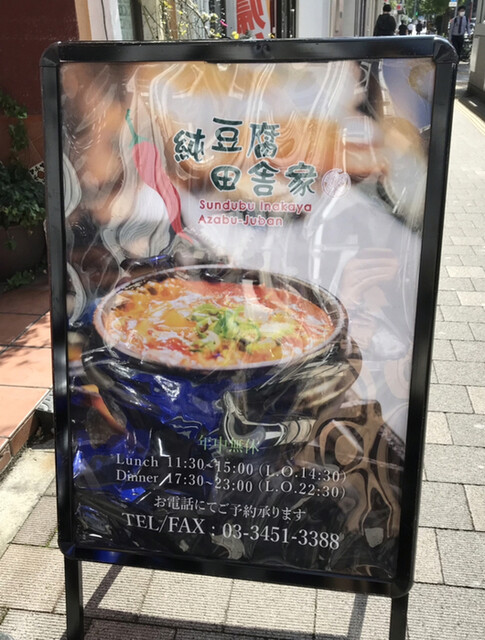 純豆腐
田舎家
Sundubu Inakaya
Azabu-Juban
年中無休
Lunch 11:30~15:00 (L.O.14:30)
Dinner 17:30~23:00 (L.O.22:30)
お電話にてご予約承ります
TEL/FAX : 03-3451-3388